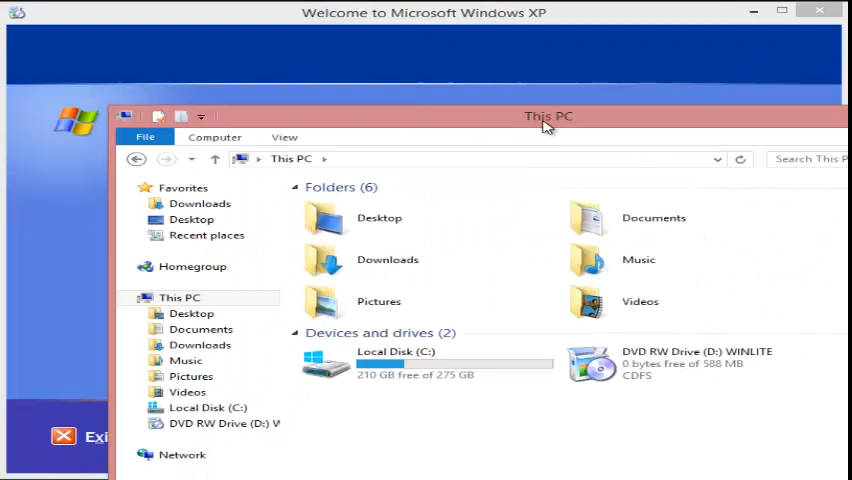 Welcome to Microsoft Windows XP
This PC
File Computer View
This PC Search This P
Favorites
Downloads
Desktop
Recent places
Homegroup
This PC
Desktop
Documents
Downloads
Music
Pictures
Videos
Local Disk (C:)
DVD RW Drive (D:) W
Network
Folders (6)
Desktop Documents
Downloads Music
Pictures Videos
Devices and drives (2)
Local Disk (C:)
210 GB free of 275 GB
DVD RW Drive (D:) WINLITE
0 bytes free of 588 MB
CDFS
Exi